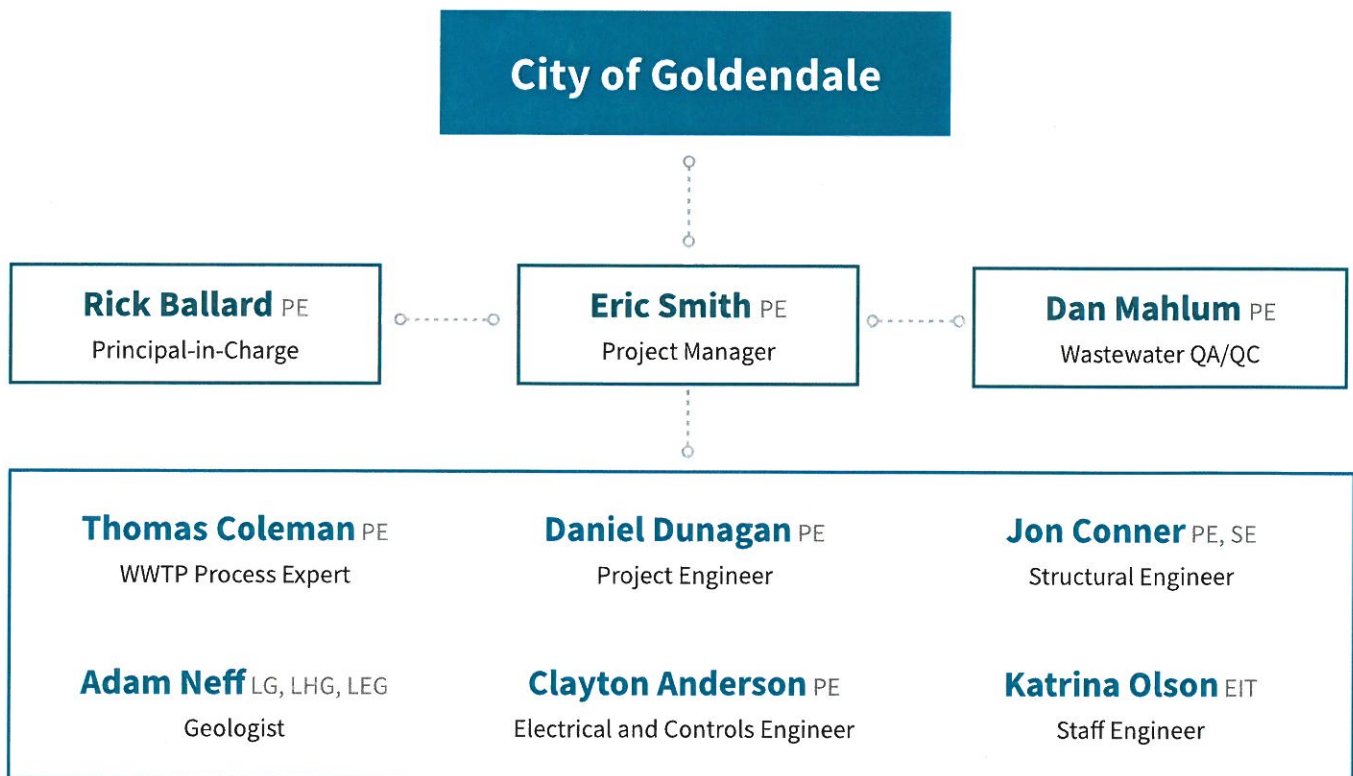 City of Goldendale
Rick Ballard PE
Principal-in-Charge
Eric Smith PE
Project Manager
Dan Mahlum PE
Wastewater QA/QC
Thomas Coleman PE
WWTP Process Expert
Daniel Dunagan PE
Project Engineer
Jon Conner PE, SE
Structural Engineer
Adam Neff LG, LHG, LEG
Geologist
Clayton Anderson PE
Electrical and Controls Engineer
Katrina Olson EIT
Staff Engineer